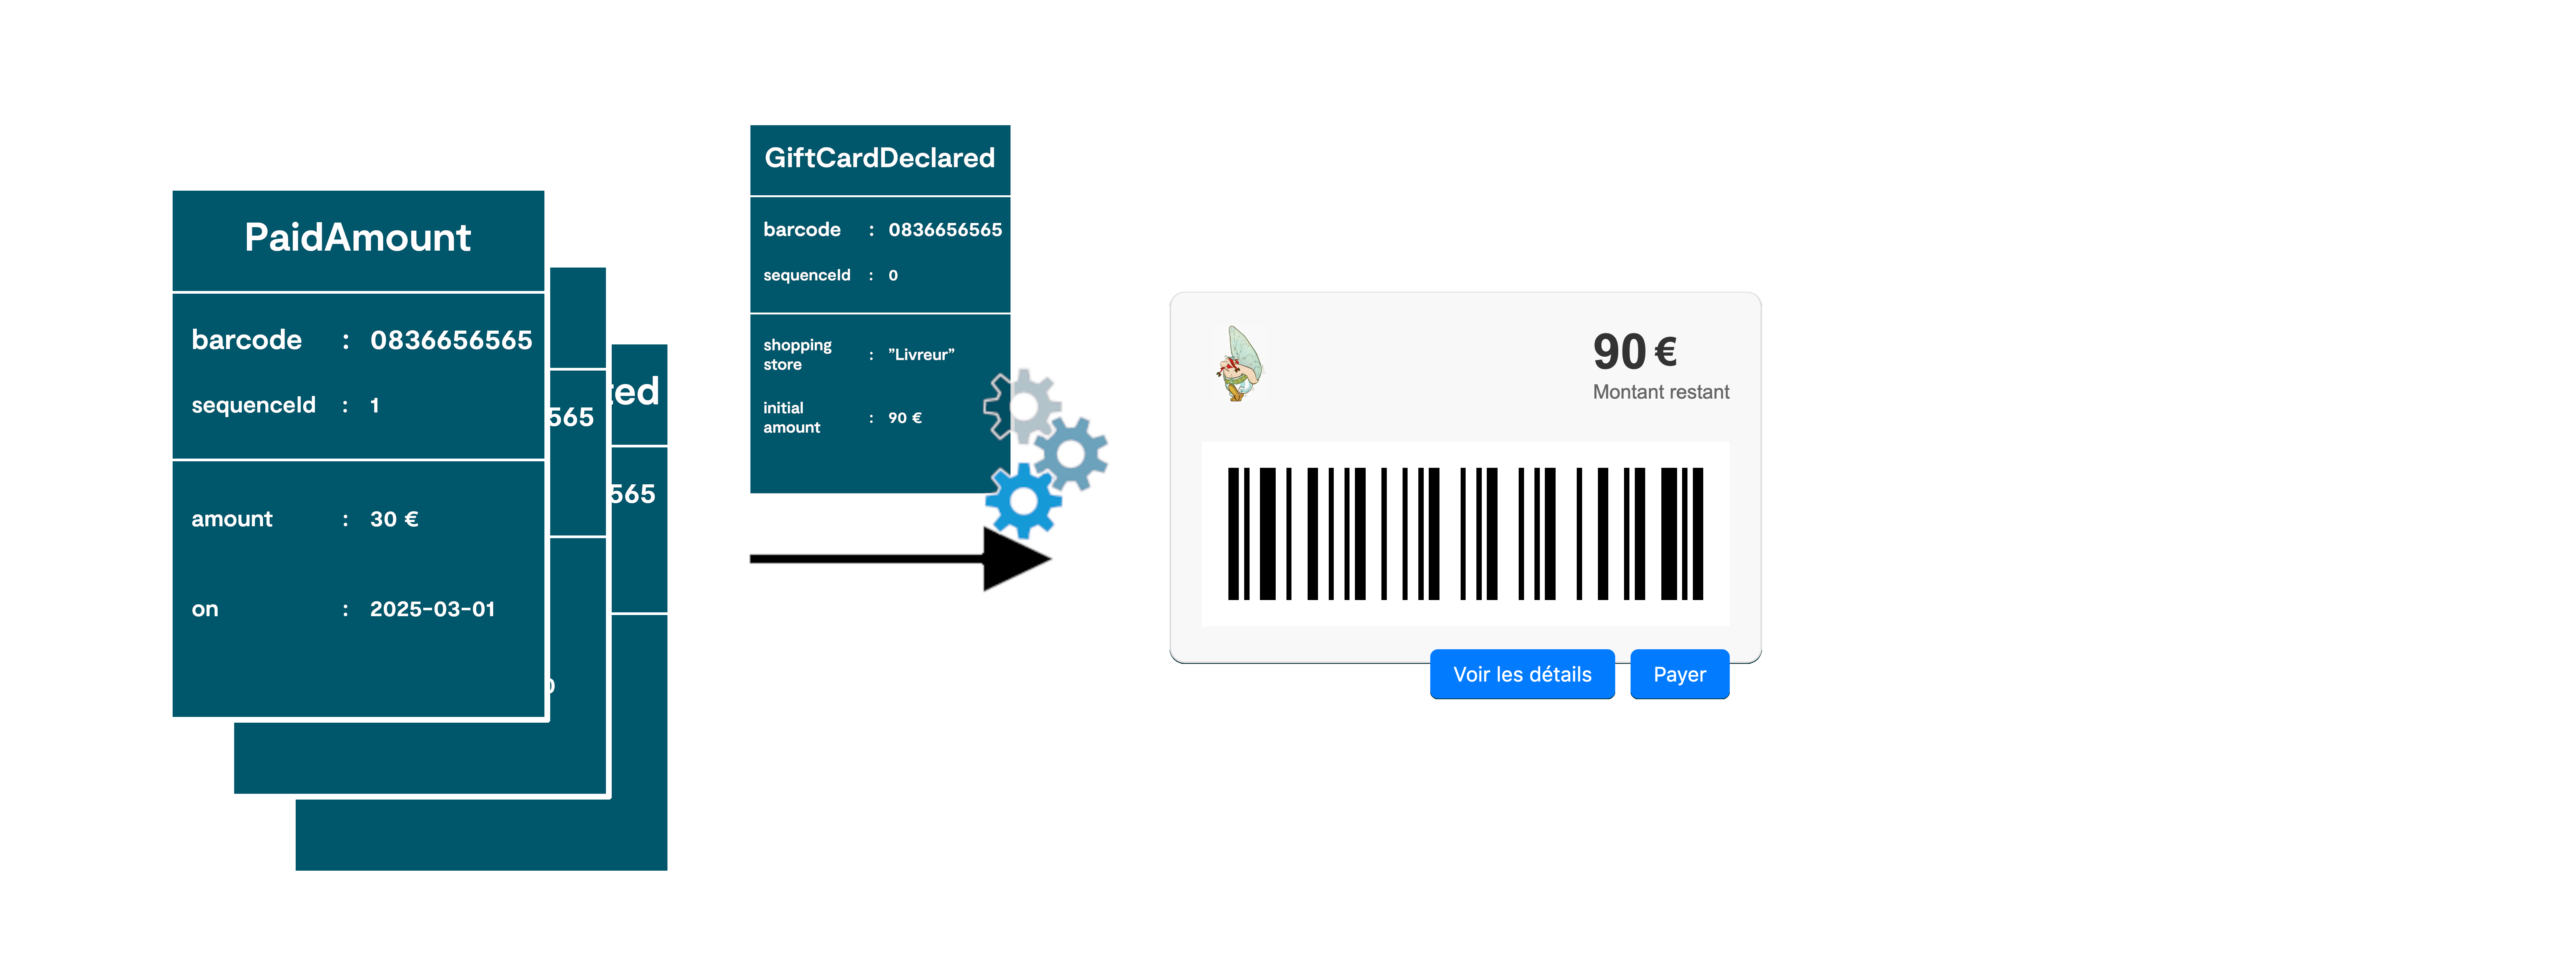 PaidAmount
barcode : 0836656565
sequenceId : 1
amount : 30 €
on : 2025-03-01
565
ted
565
GiftCardDeclared
barcode : 0836656565
sequenceId : 0
shopping
store : ”Livreur”
initial
amount : 90 €
90 €
Montant restant
Voir les détails
Payer